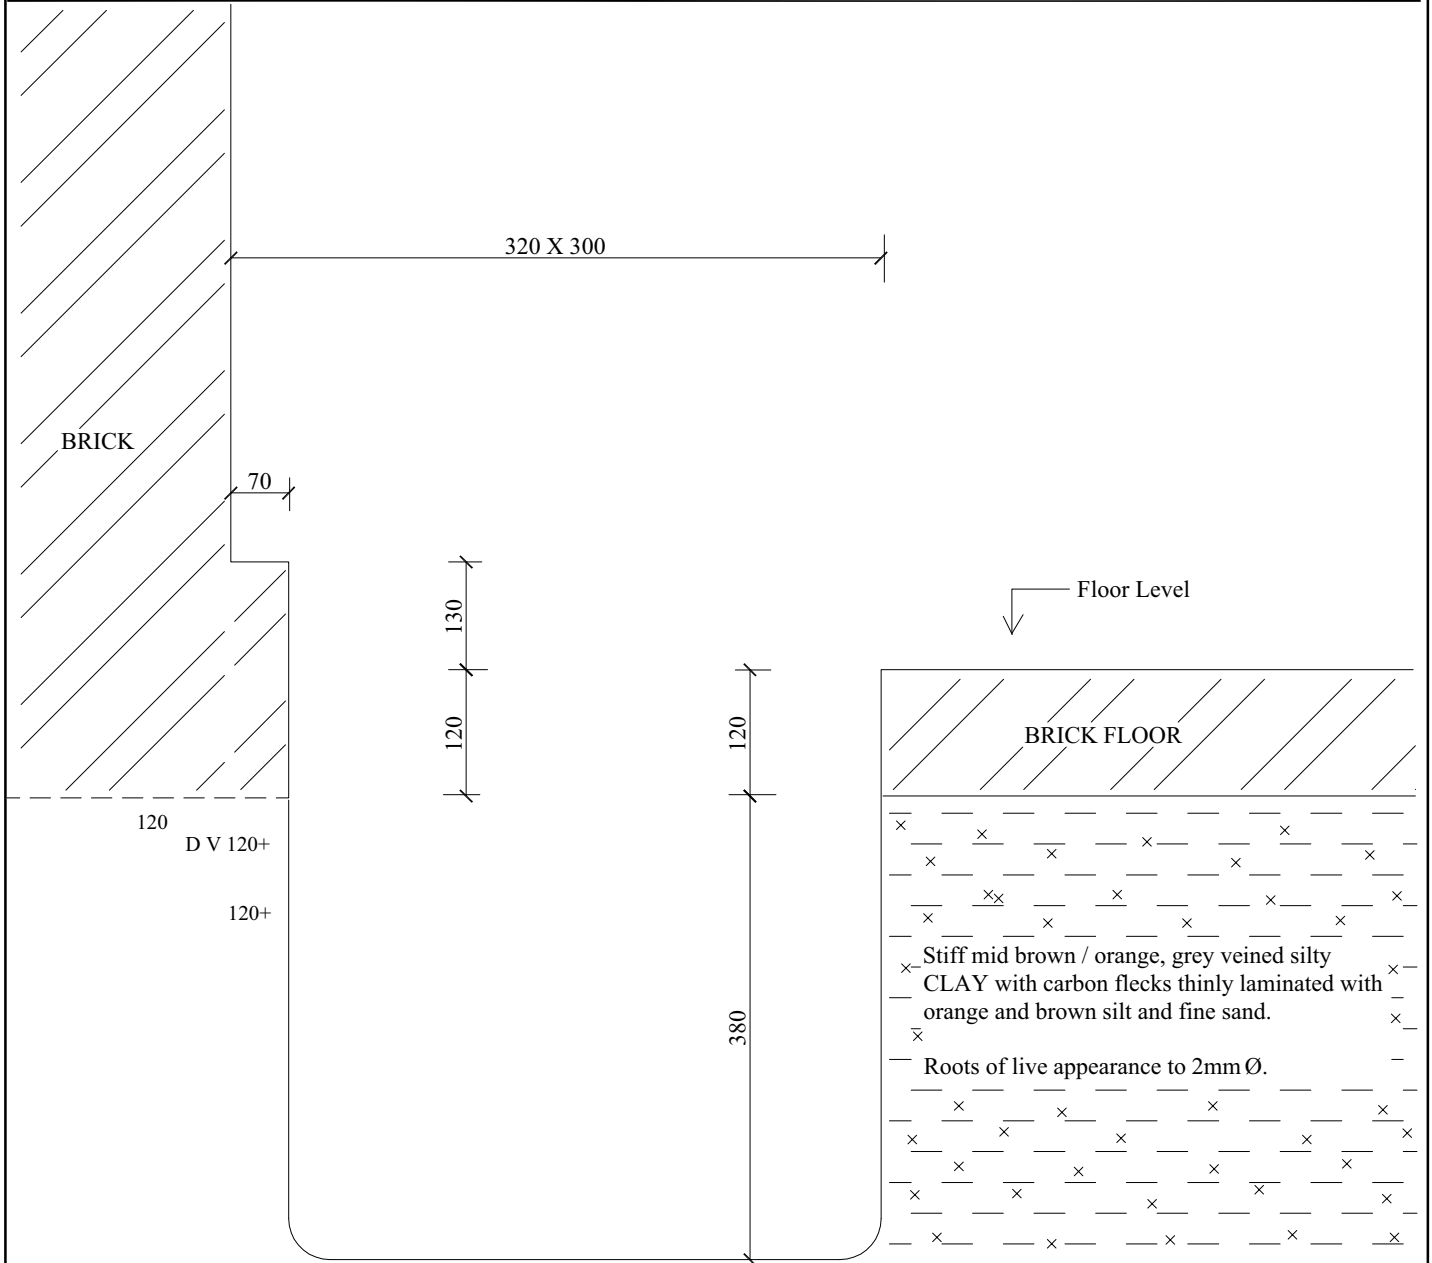 320 X 300
BRICK
70
130
Floor Level
120
120
BRICK FLOOR
120
D V 120+
120+
Stiff mid brown / orange, grey veined silty
CLAY with carbon flecks thinly laminated with
orange and brown silt and fine sand.
380
Roots of live appearance to 2mm Ø.